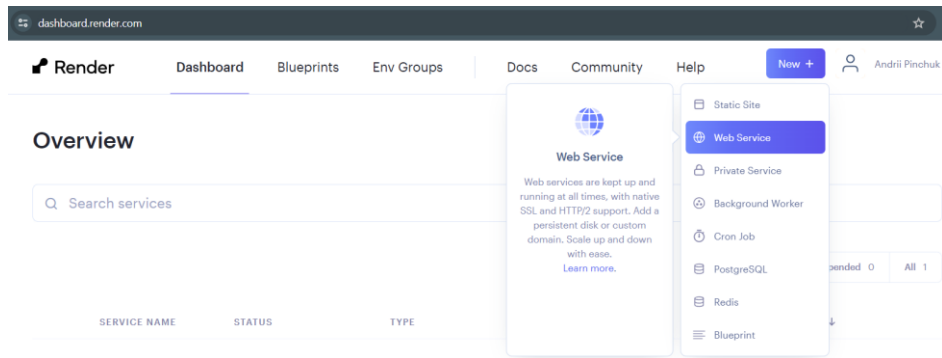 dashboard.render.com
Render Dashboard Blueprints Env Groups Docs Community Help New + Andrii Pinchuk
Overview
Search services
Web Service
Web services are kept up and
running at all times, with native
SSL and HTTP/2 support. Add a
persistent disk or custom
domain. Scale up and down
with ease.
Learn more.
Static Site
Web Service
Private Service
Background Worker
Cron Job
PostgreSQL
Redis
Blueprint
pended 0 All 1
SERVICE NAME STATUS TYPE